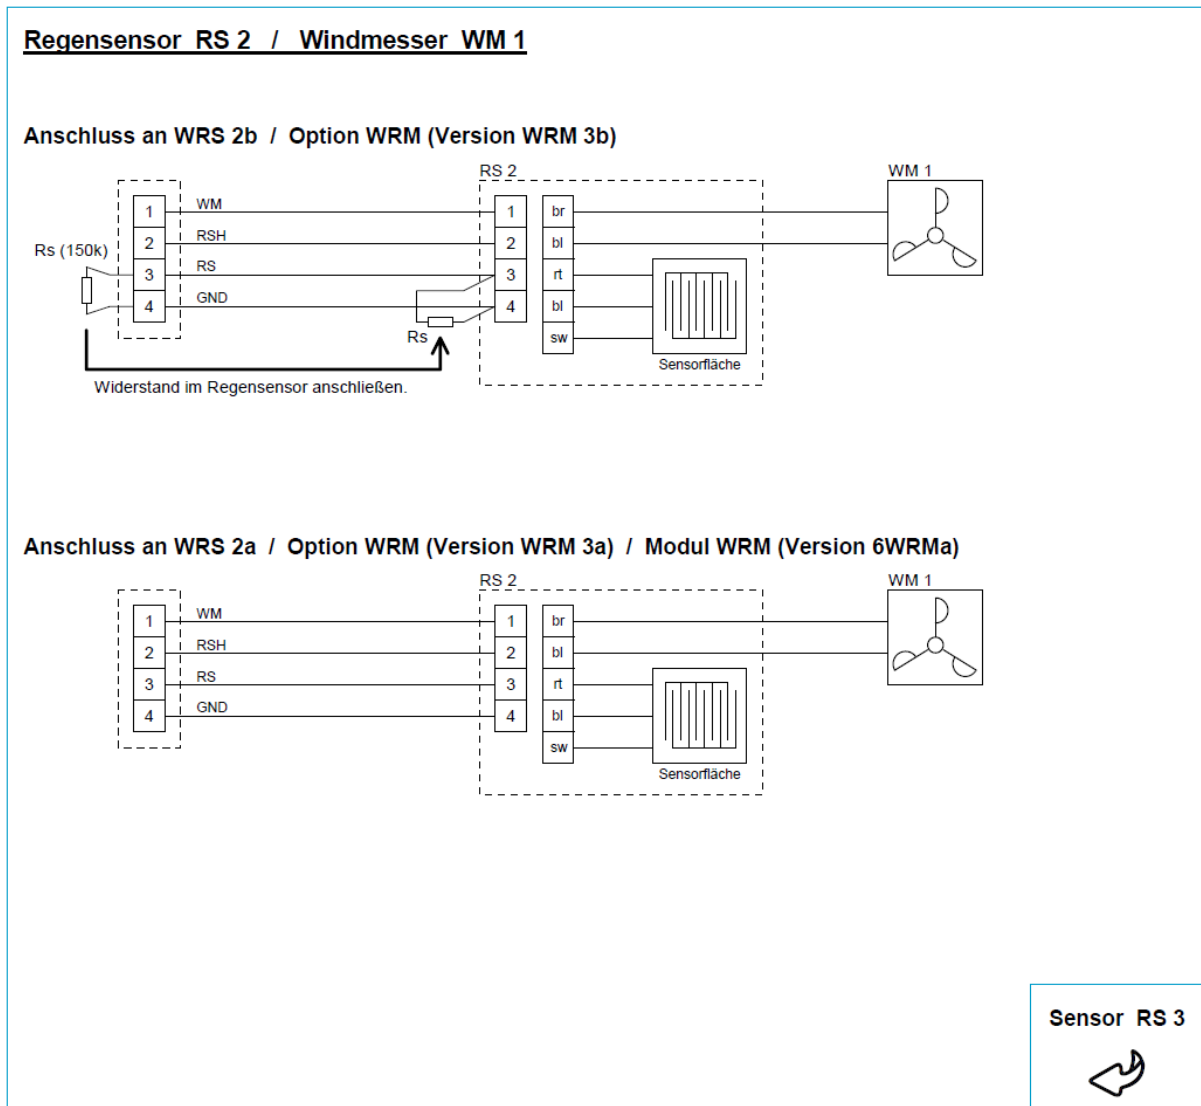 Regensensor RS 2 / Windmesser WM 1
Anschluss an WRS 2b / Option WRM (Version WRM 3b)
RS 2
WM 1
1 WM 1 br
2 RSH 2 bl
Rs (150k)
3 RS 3 rt
4 GND 4 bl
Rs
sw
Sensorfläche
Widerstand im Regensensor anschließen.
Anschluss an WRS 2a / Option WRM (Version WRM 3a) / Modul WRM (Version 6WRMa)
RS 2
WM 1
1 WM 1 br
2 RSH 2 bl
3 RS 3 rt
4 GND 4 bl
sw
Sensorfläche
Sensor RS 3